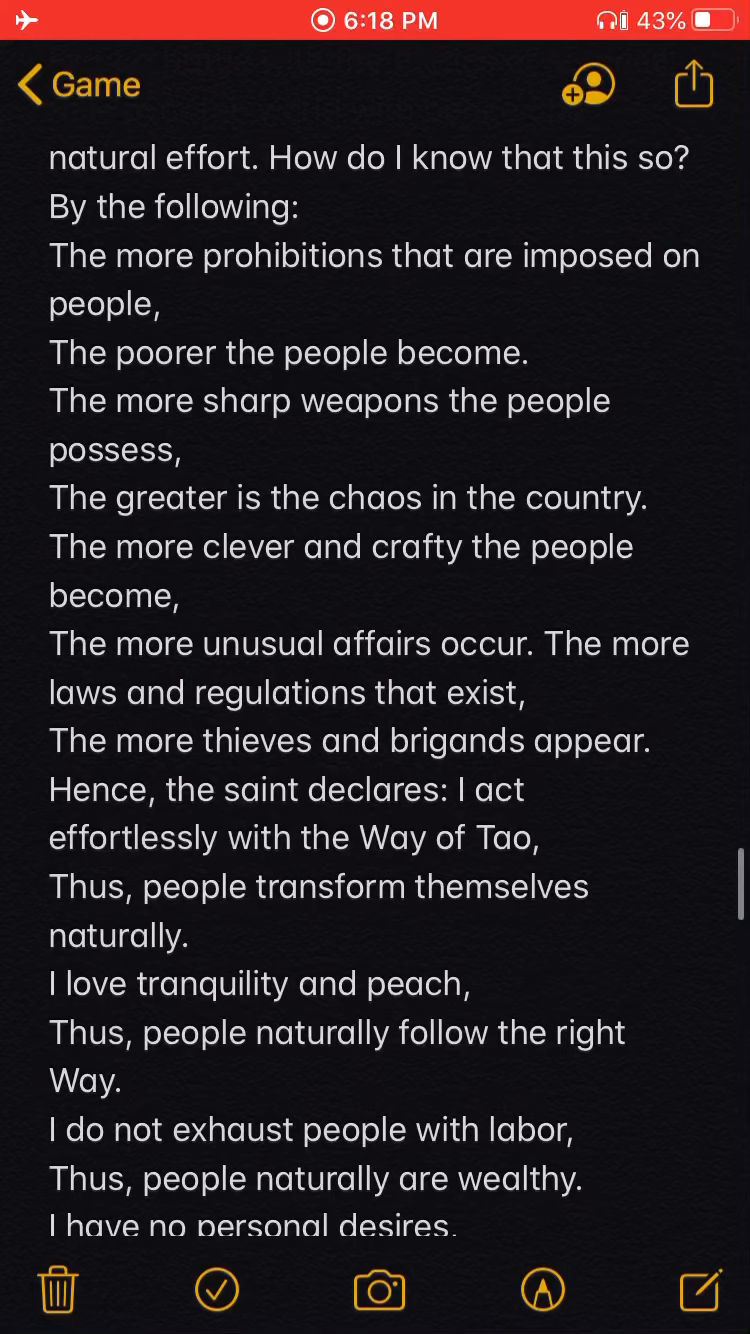 6:18 PM
43%
Game
natural effort. How do I know that this so?
By the following:
The more prohibitions that are imposed on
people,
The poorer the people become.
The more sharp weapons the people
possess,
The greater is the chaos in the country.
The more clever and crafty the people
become,
The more unusual affairs occur. The more
laws and regulations that exist,
The more thieves and brigands appear.
Hence, the saint declares: I act
effortlessly with the Way of Tao,
Thus, people transform themselves
naturally.
I love tranquility and peach,
Thus, people naturally follow the right
Way.
I do not exhaust people with labor,
Thus, people naturally are wealthy.
I have no personal desires.